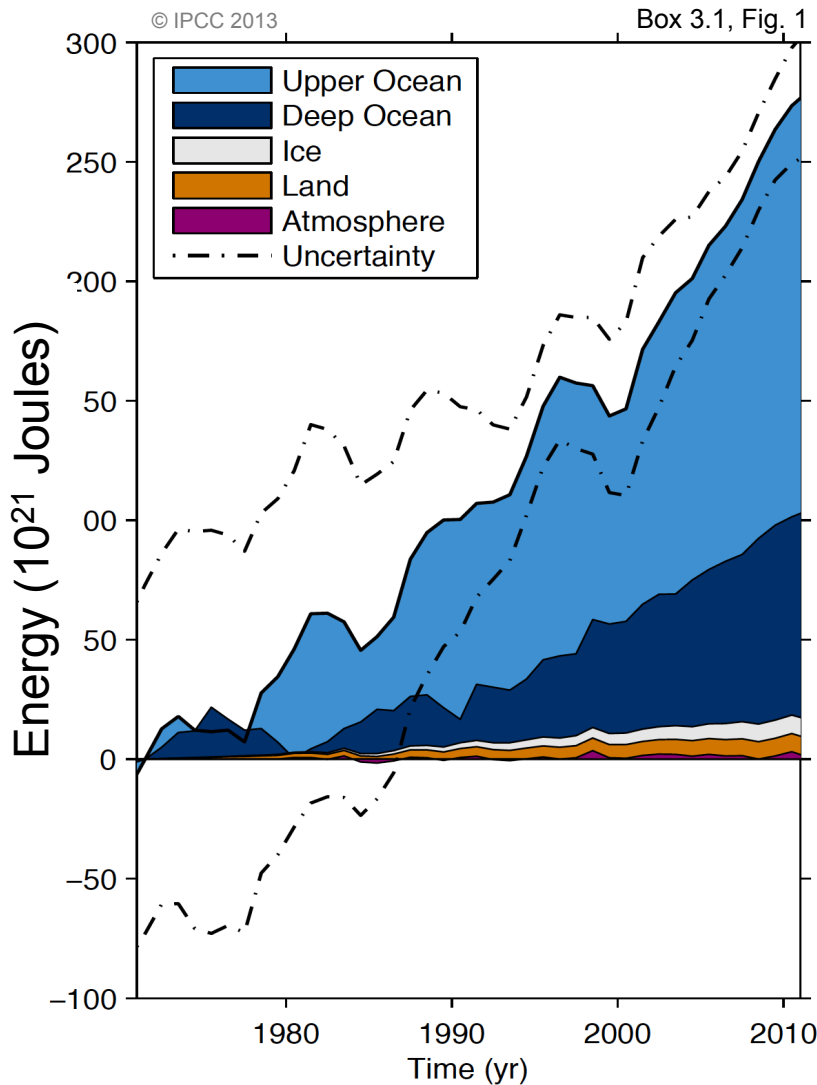 © IPCC 2013
Box 3.1, Fig. 1
300
Upper Ocean
Deep Ocean
Ice
Land
Atmosphere
Uncertainty
250
200
50
00
50
0
−50
−100
Energy (10²¹ Joules)
1980
1990
2000
2010
Time (yr)